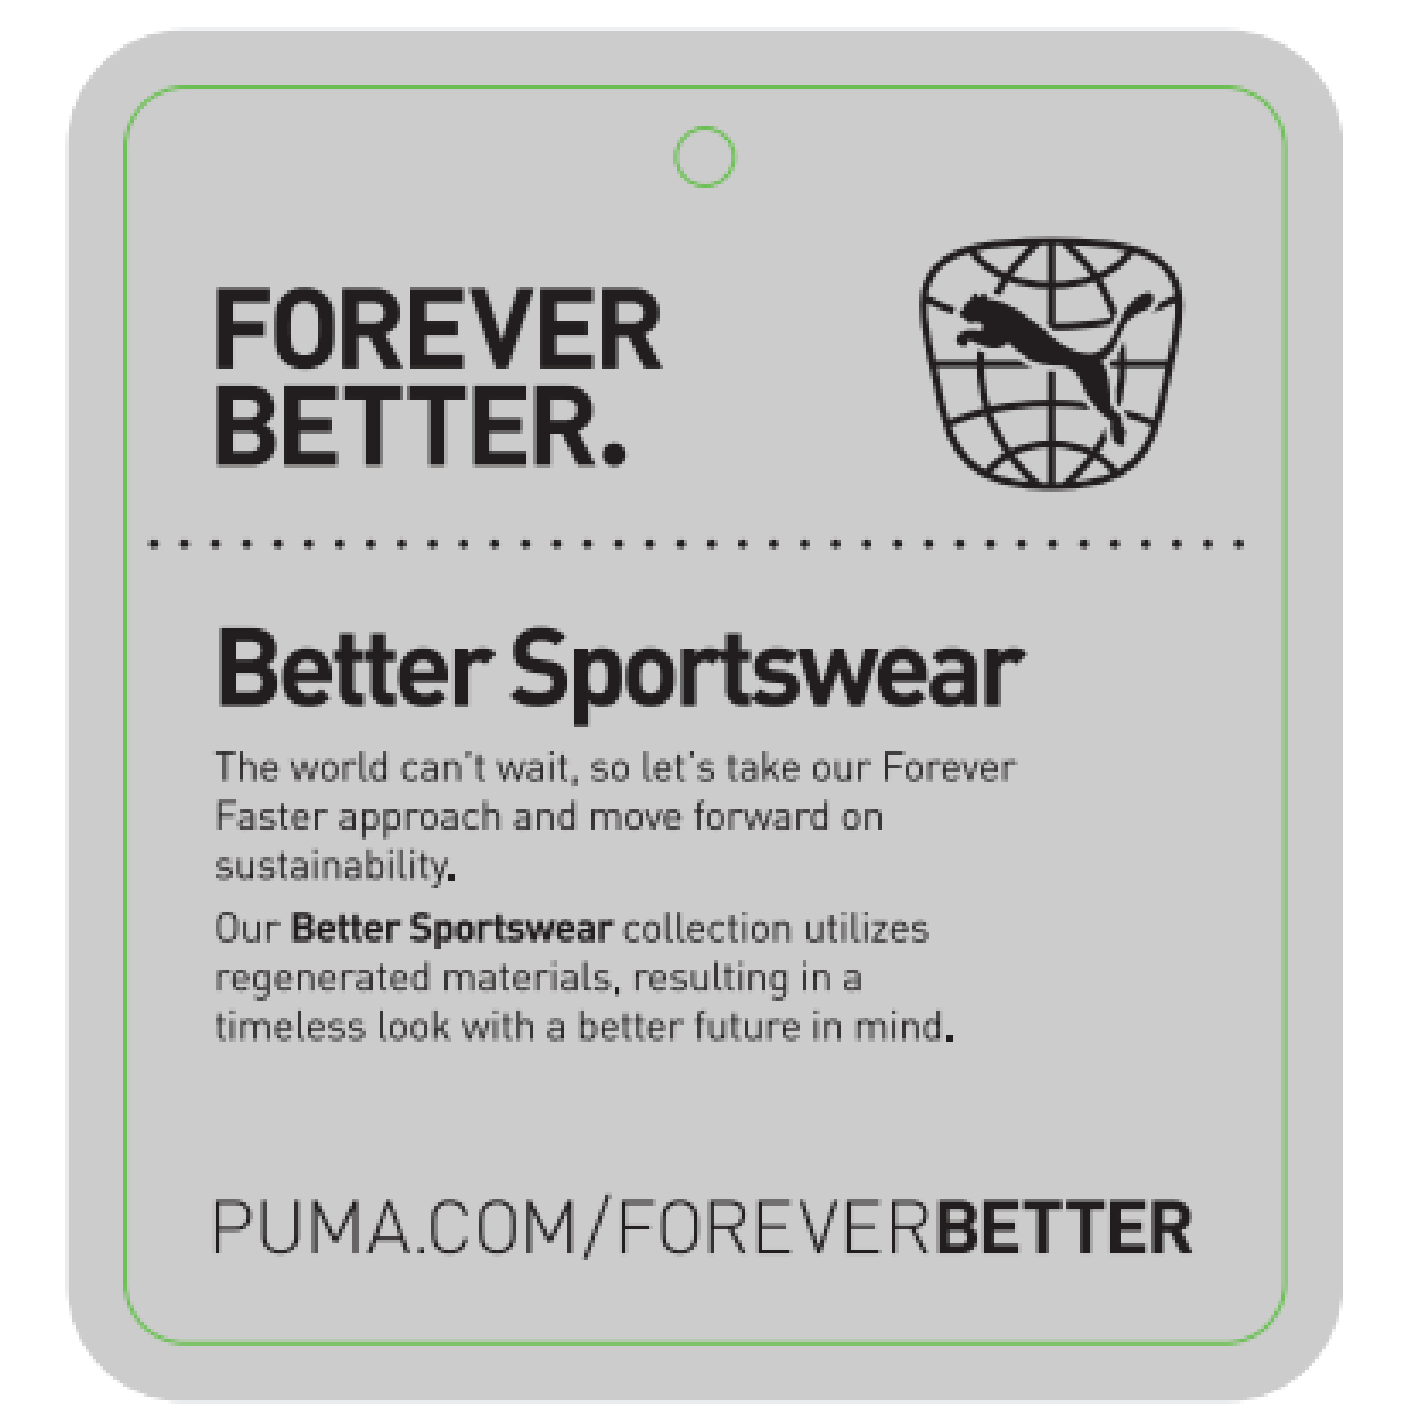 FOREVER
BETTER.
Better Sportswear
The world can't wait, so let's take our Forever
Faster approach and move forward on
sustainability.
Our Better Sportswear collection utilizes
regenerated materials, resulting in a
timeless look with a better future in mind.
PUMA.COM/FOREVERBETTER